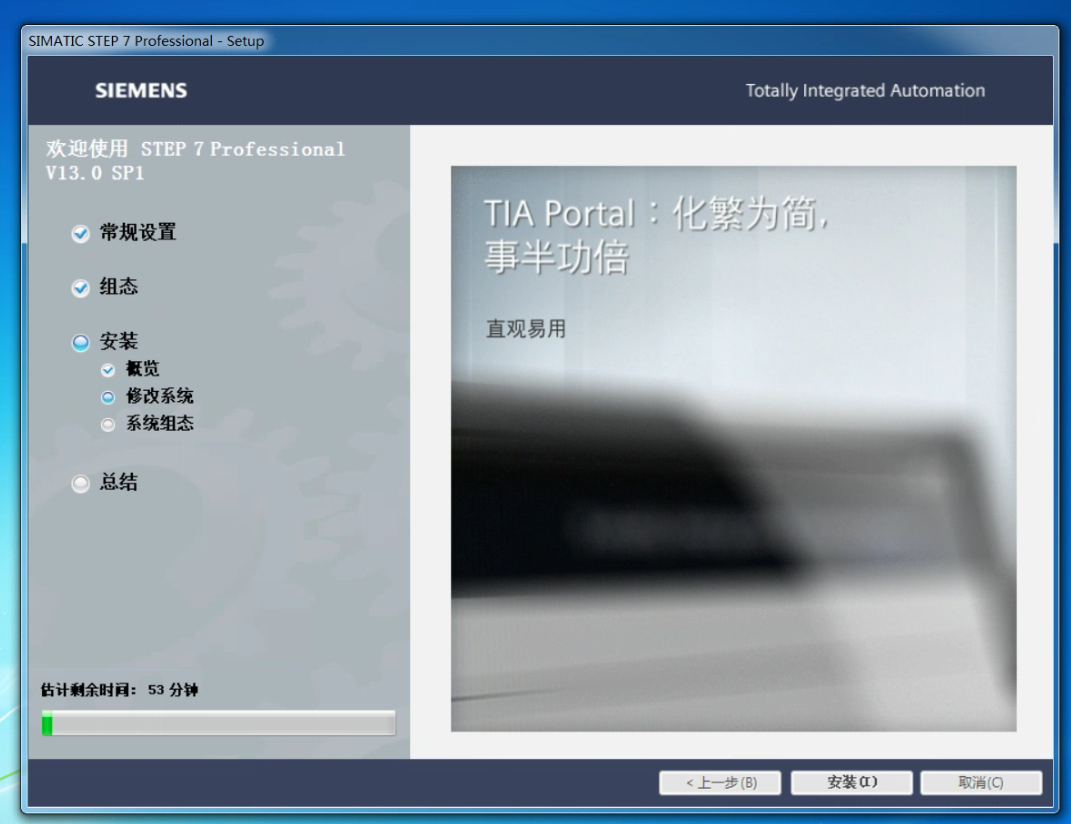 SIMATIC STEP 7 Professional - Setup
SIEMENS
Totally Integrated Automation
欢迎使用 STEP 7 Professional
V13.0 SP1
常规设置
组态
安装
概览
修改系统
系统组态
总结
估计剩余时间： 53 分钟
TIA Portal：化繁为简,
事半功倍
直观易用
< 上一步(B)
安装(I)
取消(C)